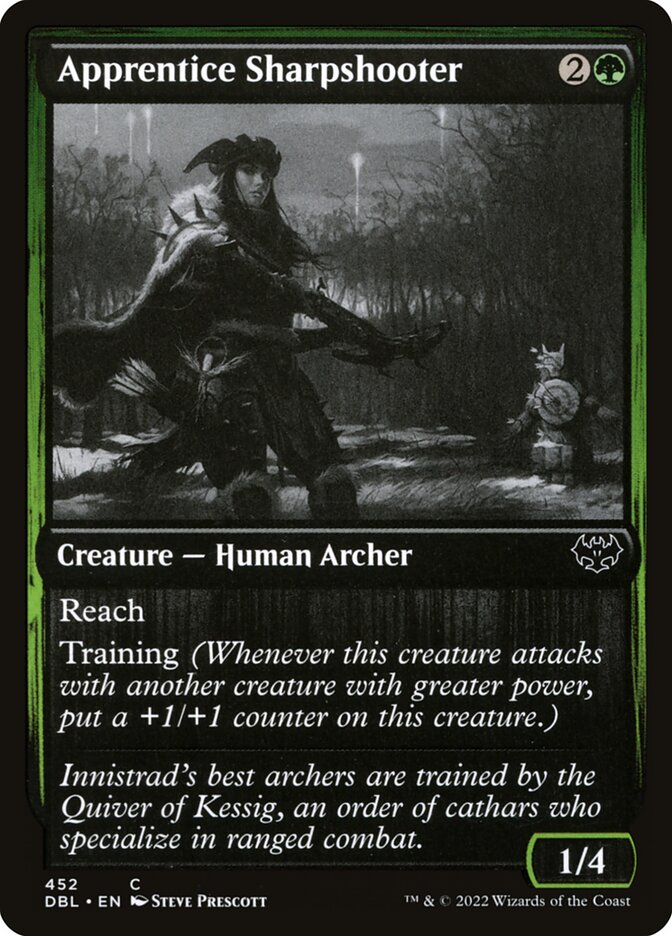 Apprentice Sharpshooter 2
Creature — Human Archer
Reach
Training (Whenever this creature attacks
with another creature with greater power,
put a +1/+1 counter on this creature.)
Innistrad's best archers are trained by the
Quiver of Kessig, an order of cathars who
specialize in ranged combat.
1/4
452 C
DBL • EN Steve Prescott ™ & © 2022 Wizards of the Coast